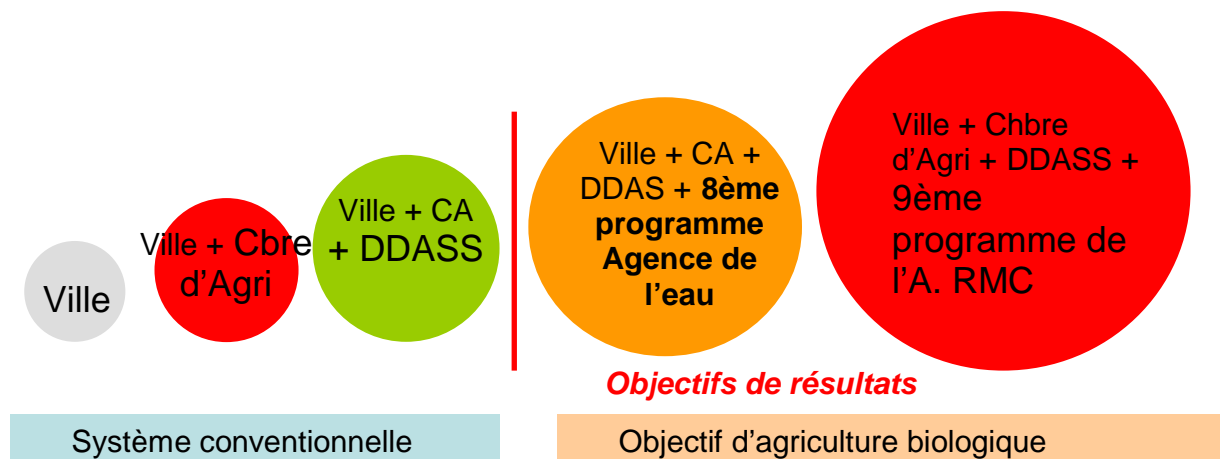 Ville
Ville + Cbre
d'Agri
Ville + CA
+ DDASS
Ville + CA +
DDAS + 8ème
programme
Agence de
l'eau
Ville + Chbre
d'Agri + DDASS +
9ème
programme de
l'A. RMC
Objectifs de résultats
Système conventionnelle
Objectif d'agriculture biologique